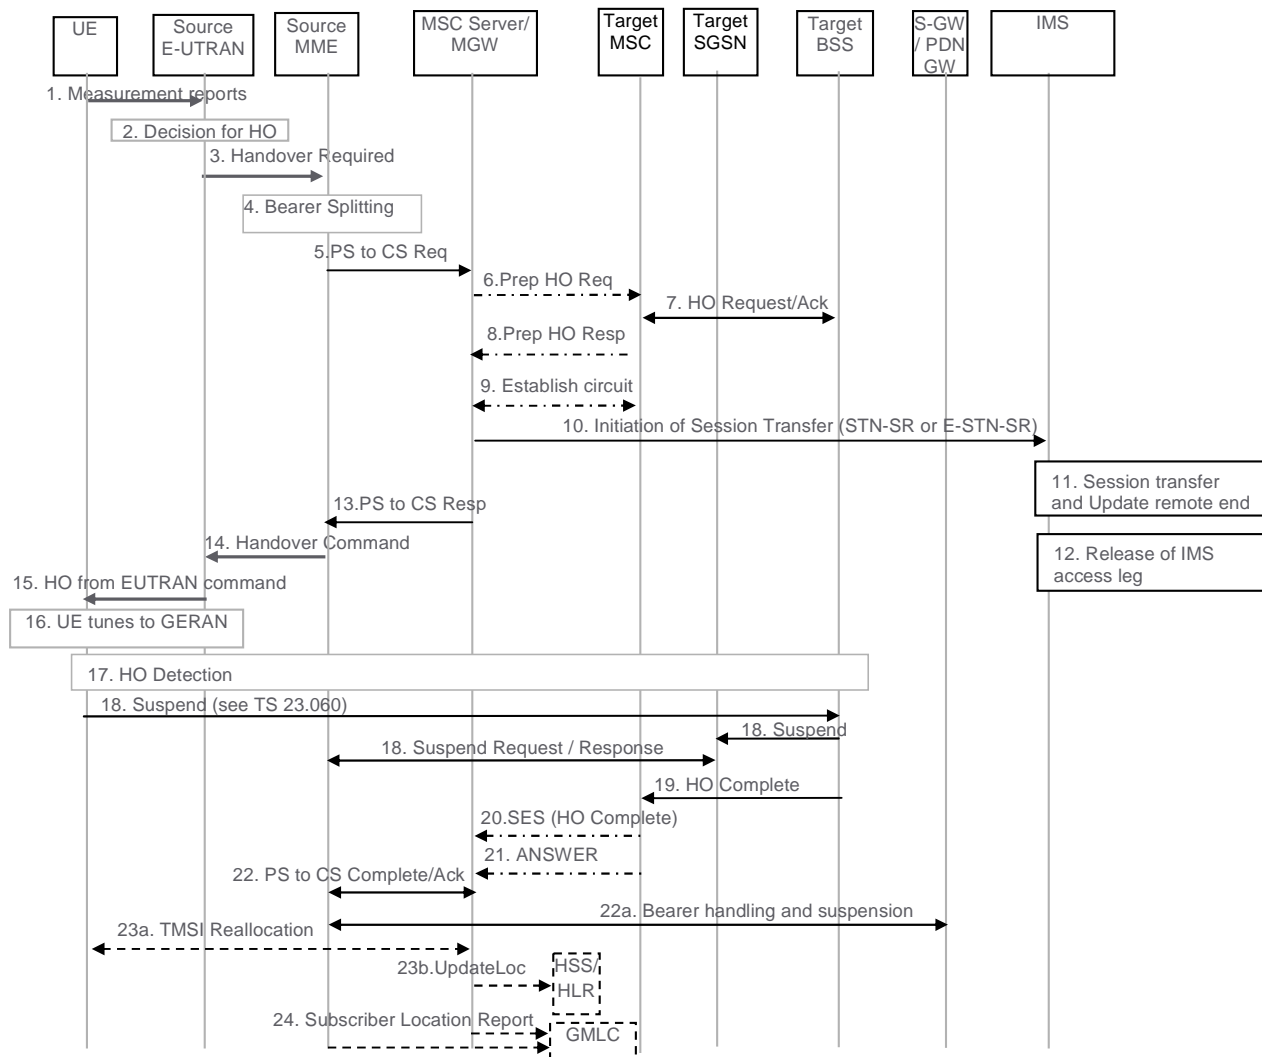 UE
Source
E-UTRAN
Source
MME
MSC Server/
MGW
Target
MSC
Target
SGSN
Target
BSS
S-GW
/ PDN
GW
IMS
1. Measurement reports
2. Decision for HO
3. Handover Required
4. Bearer Splitting
5.PS to CS Req
6.Prep HO Req
7. HO Request/Ack
8.Prep HO Resp
9. Establish circuit
10. Initiation of Session Transfer (STN-SR or E-STN-SR)
11. Session transfer
and Update remote end
13.PS to CS Resp
14. Handover Command
12. Release of IMS
access leg
15. HO from EUTRAN command
16. UE tunes to GERAN
17. HO Detection
18. Suspend (see TS 23.060)
18. Suspend
18. Suspend Request / Response
19. HO Complete
20.SES (HO Complete)
21. ANSWER
22. PS to CS Complete/Ack
22a. Bearer handling and suspension
23a. TMSI Reallocation
23b.UpdateLoc
HSS/
HLR
24. Subscriber Location Report
GMLC